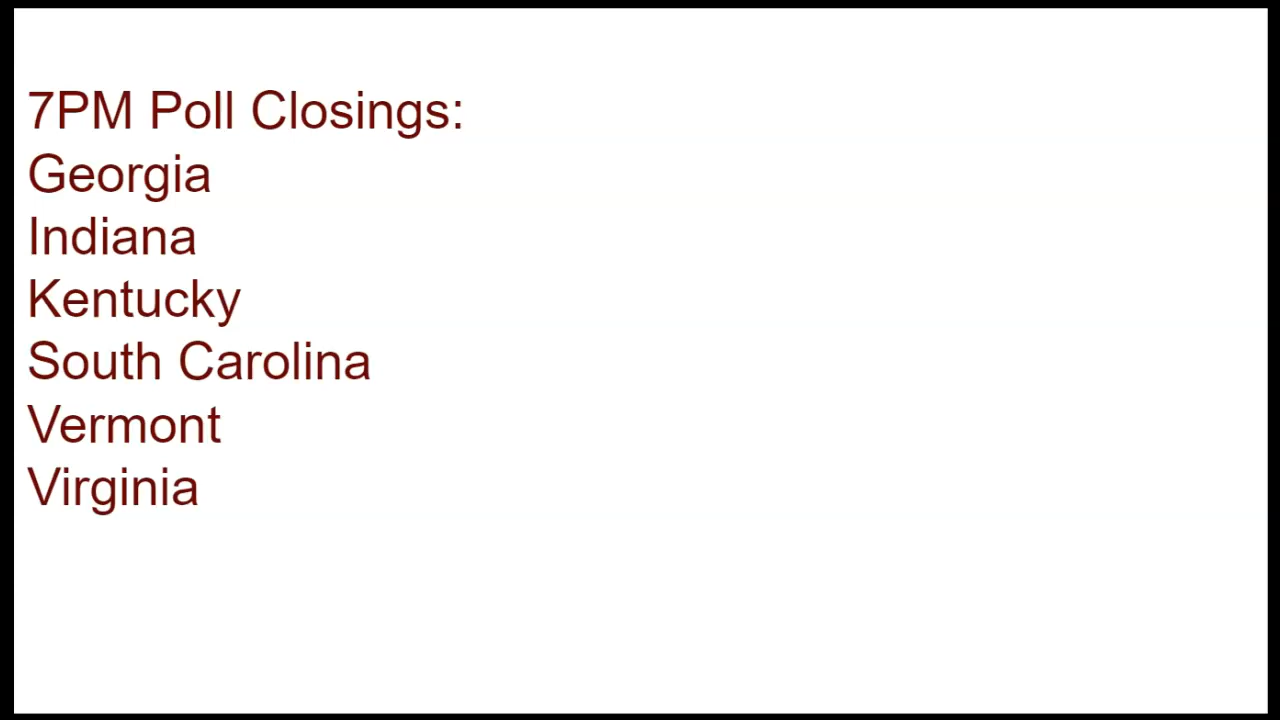 7PM Poll Closings:
Georgia
Indiana
Kentucky
South Carolina
Vermont
Virginia